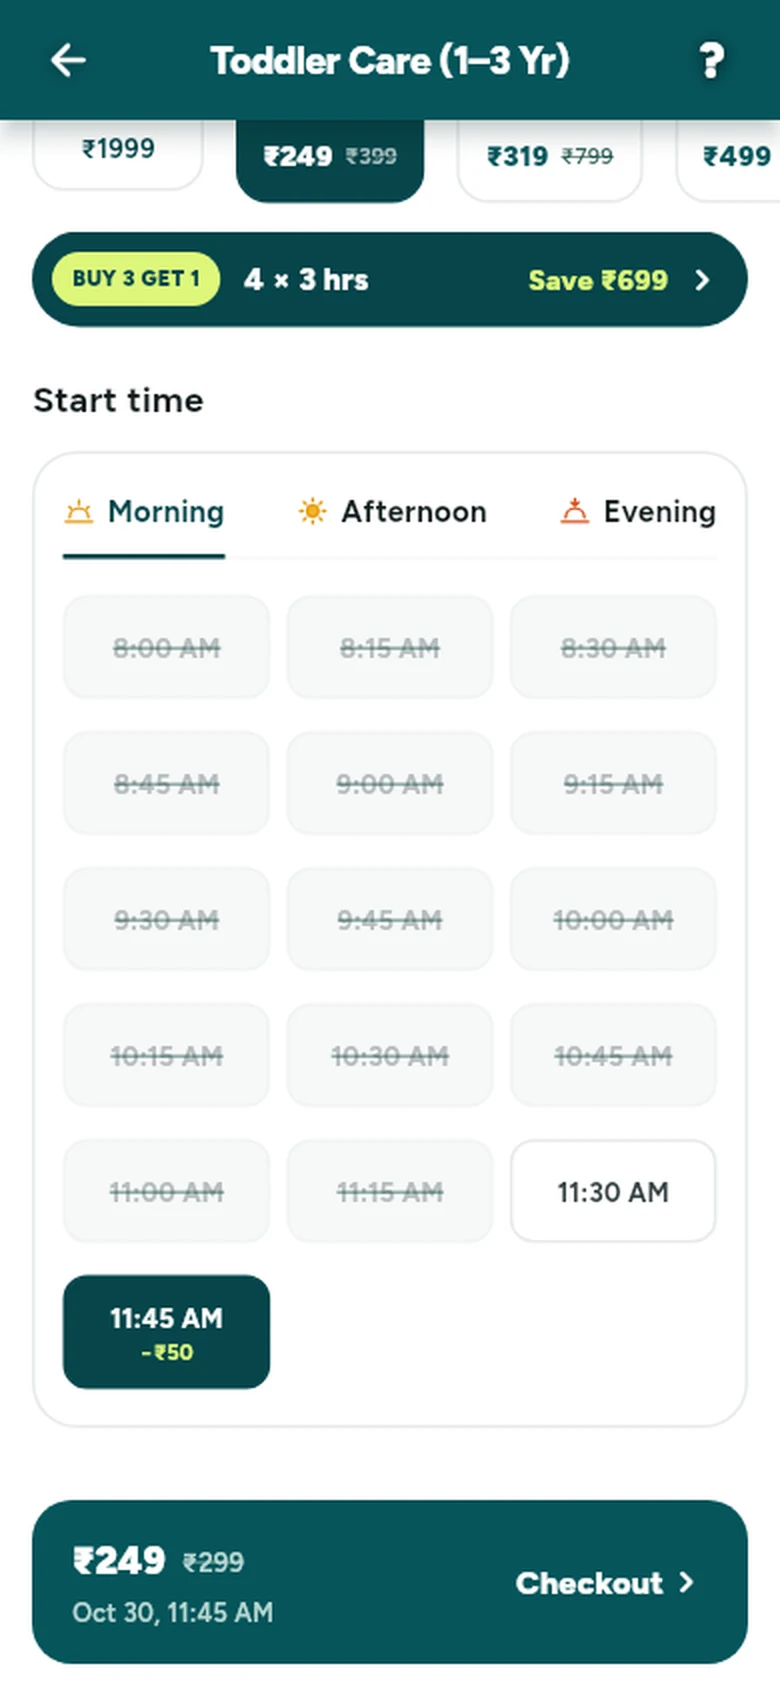 Toddler Care (1–3 Yr) ?
₹1999 ₹249 ₹399 ₹319 ₹799 ₹499
BUY 3 GET 1 4 × 3 hrs Save ₹699
Start time
Morning Afternoon Evening
8:00 AM 8:15 AM 8:30 AM
8:45 AM 9:00 AM 9:15 AM
9:30 AM 9:45 AM 10:00 AM
10:15 AM 10:30 AM 10:45 AM
11:00 AM 11:15 AM 11:30 AM
11:45 AM
-₹50
₹249 ₹299
Oct 30, 11:45 AM
Checkout